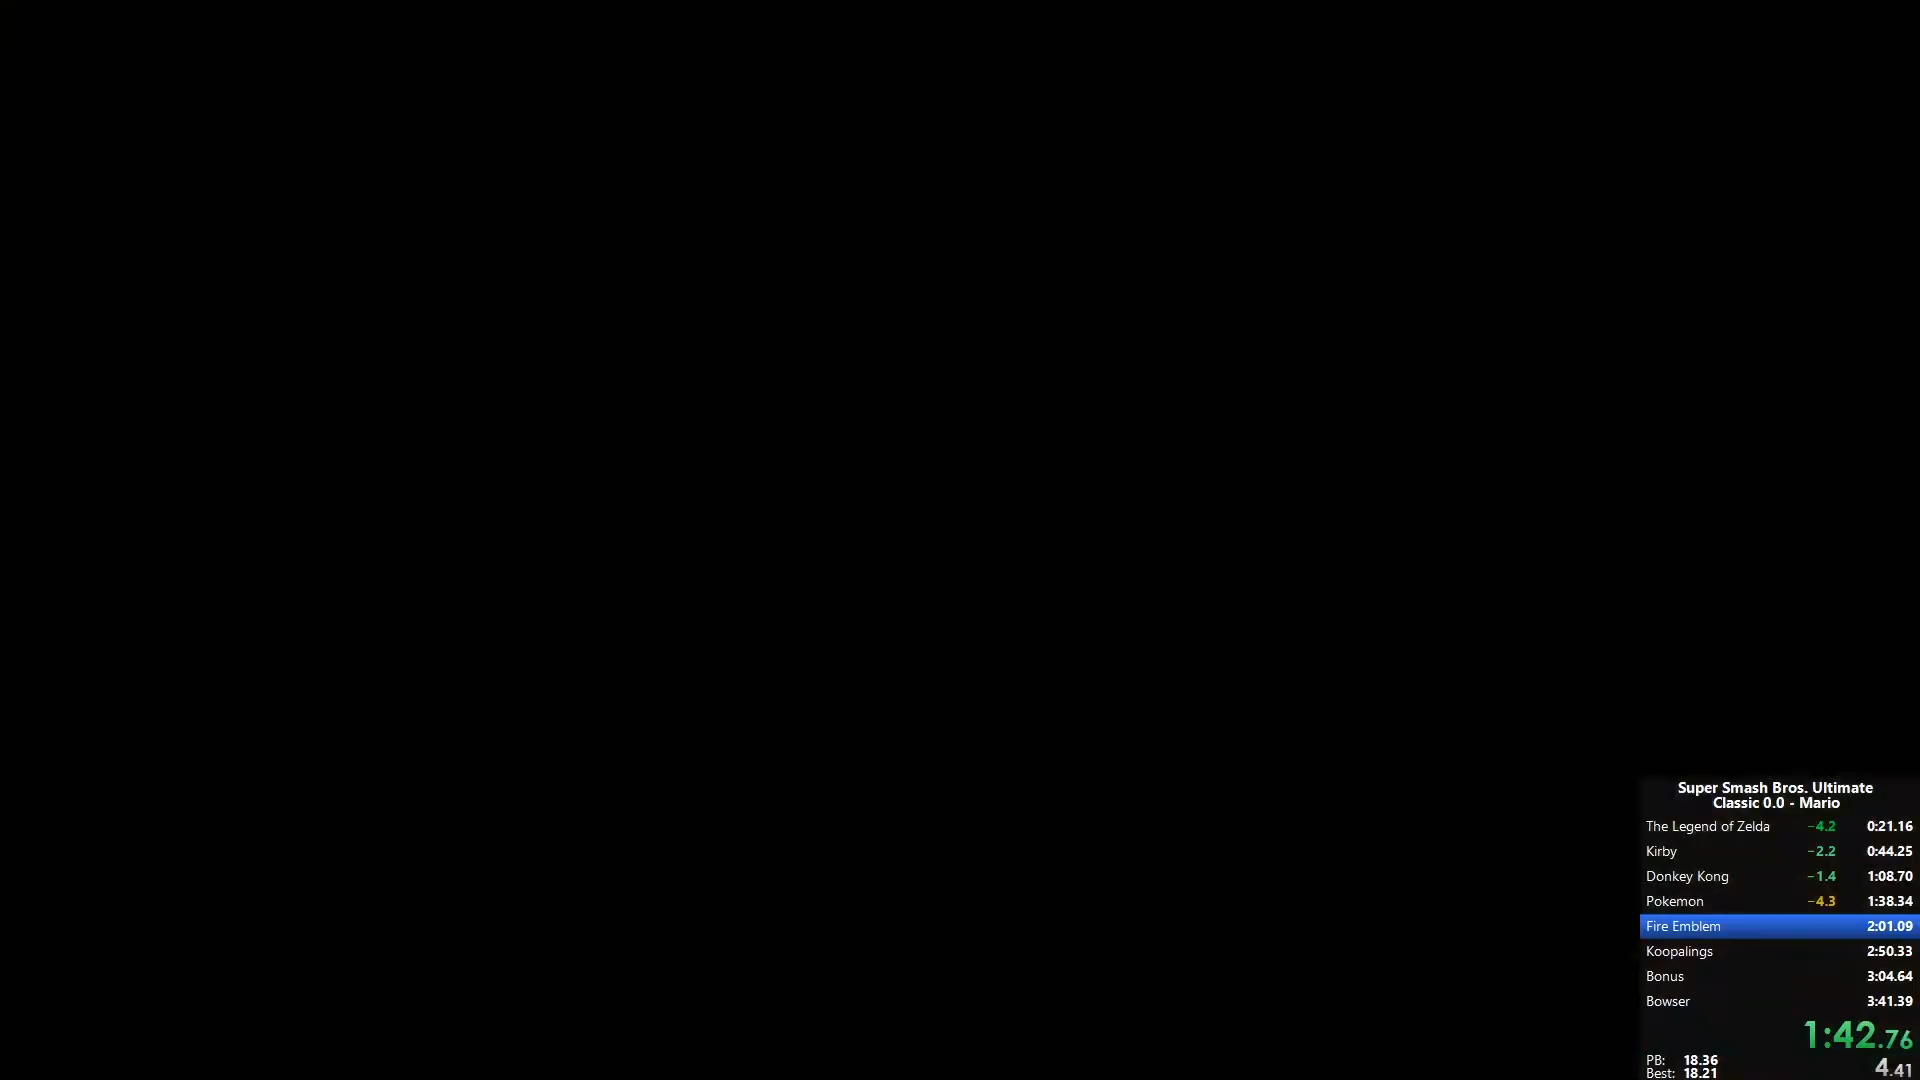 Super Smash Bros. Ultimate
Classic 0.0 - Mario
The Legend of Zelda −4.2 0:21.16
Kirby −2.2 0:44.25
Donkey Kong −1.4 1:08.70
Pokemon −4.3 1:38.34
Fire Emblem 2:01.09
Koopalings 2:50.33
Bonus 3:04.64
Bowser 3:41.39
1:42.76
PB: 18.36
Best: 18.21 4.41